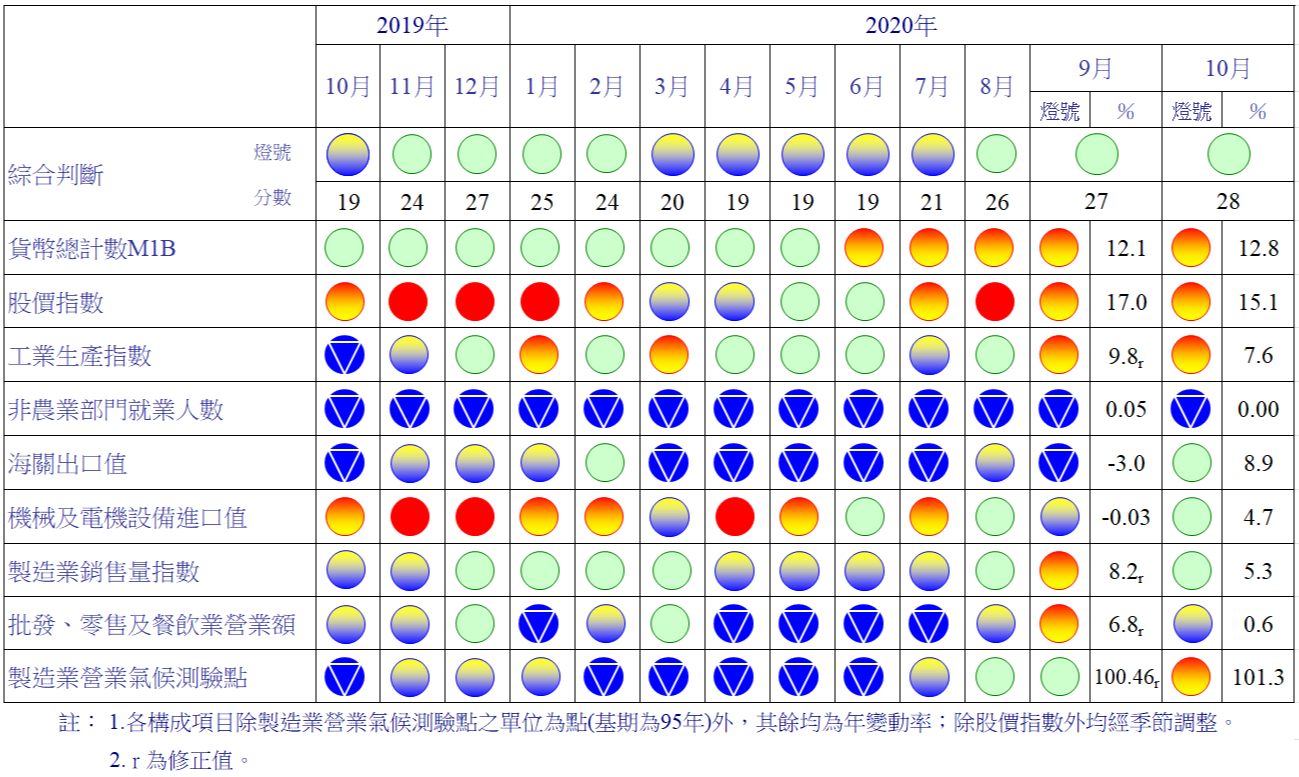 2019年 2020年
10月 11月 12月 1月 2月 3月 4月 5月 6月 7月 8月 9月 10月
燈號 % 燈號 %
綜合判斷 燈號
分數 19 24 27 25 24 20 19 19 19 21 26 27 28
貨幣總計數M1B 12.1 12.8
股價指數 17.0 15.1
工業生產指數 9.8r 7.6
非農業部門就業人數 0.05 0.00
海關出口值 -3.0 8.9
機械及電機設備進口值 -0.03 4.7
製造業銷售量指數 8.2r 5.3
批發、零售及餐飲業營業額 6.8r 0.6
製造業營業氣候測驗點 100.46r 101.3
註： 1.各構成項目除製造業營業氣候測驗點之單位為點(基期為95年)外，其餘均為年變動率；除股價指數外均經季節調整。
2. r 為修正值。